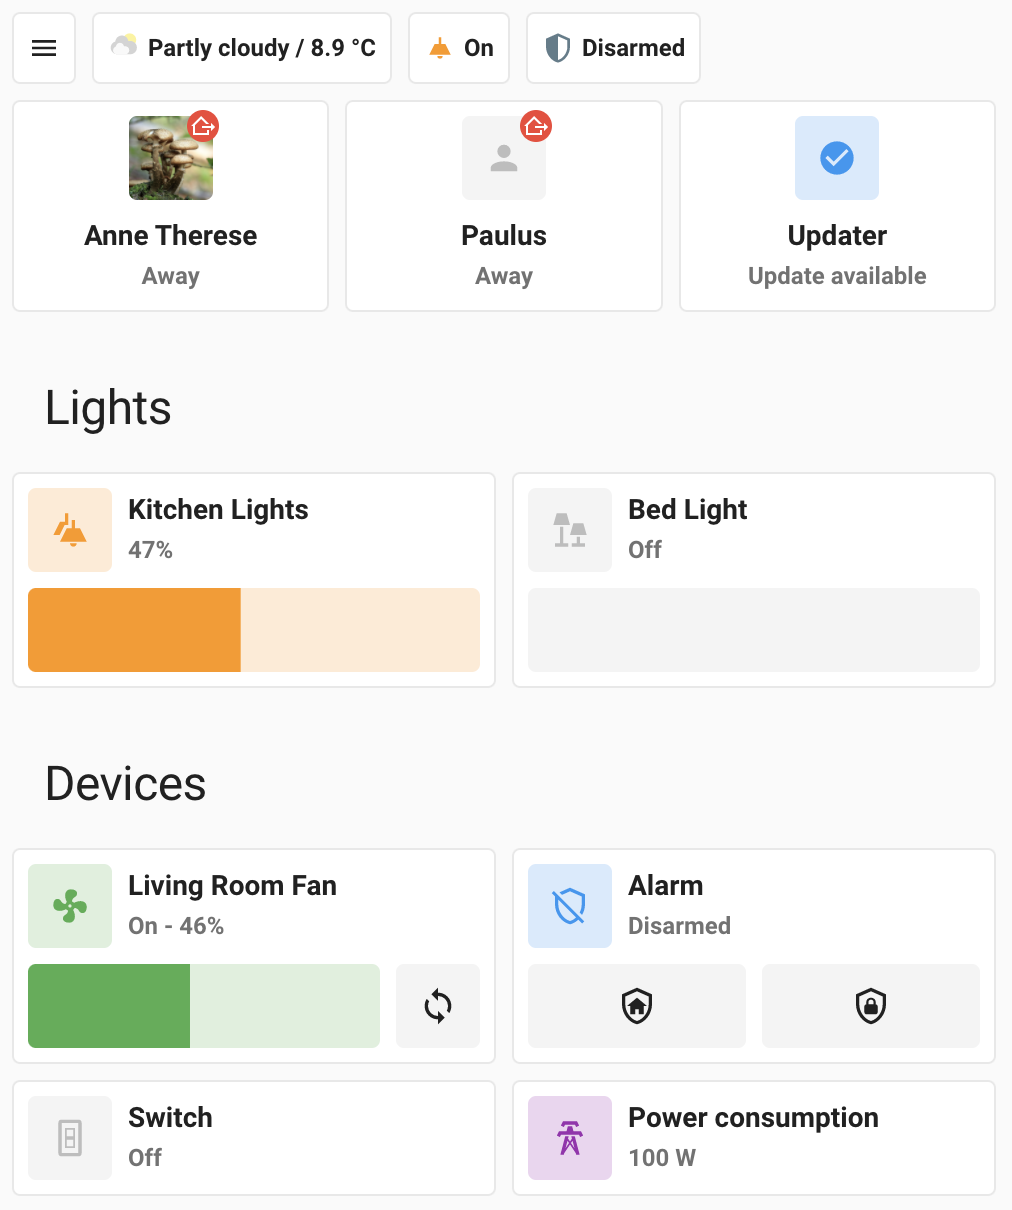 Partly cloudy / 8.9 °C
On
Disarmed
Anne Therese
Away
Paulus
Away
Updater
Update available
Lights
Kitchen Lights
47%
Bed Light
Off
Devices
Living Room Fan
On - 46%
Alarm
Disarmed
Switch
Off
Power consumption
100 W